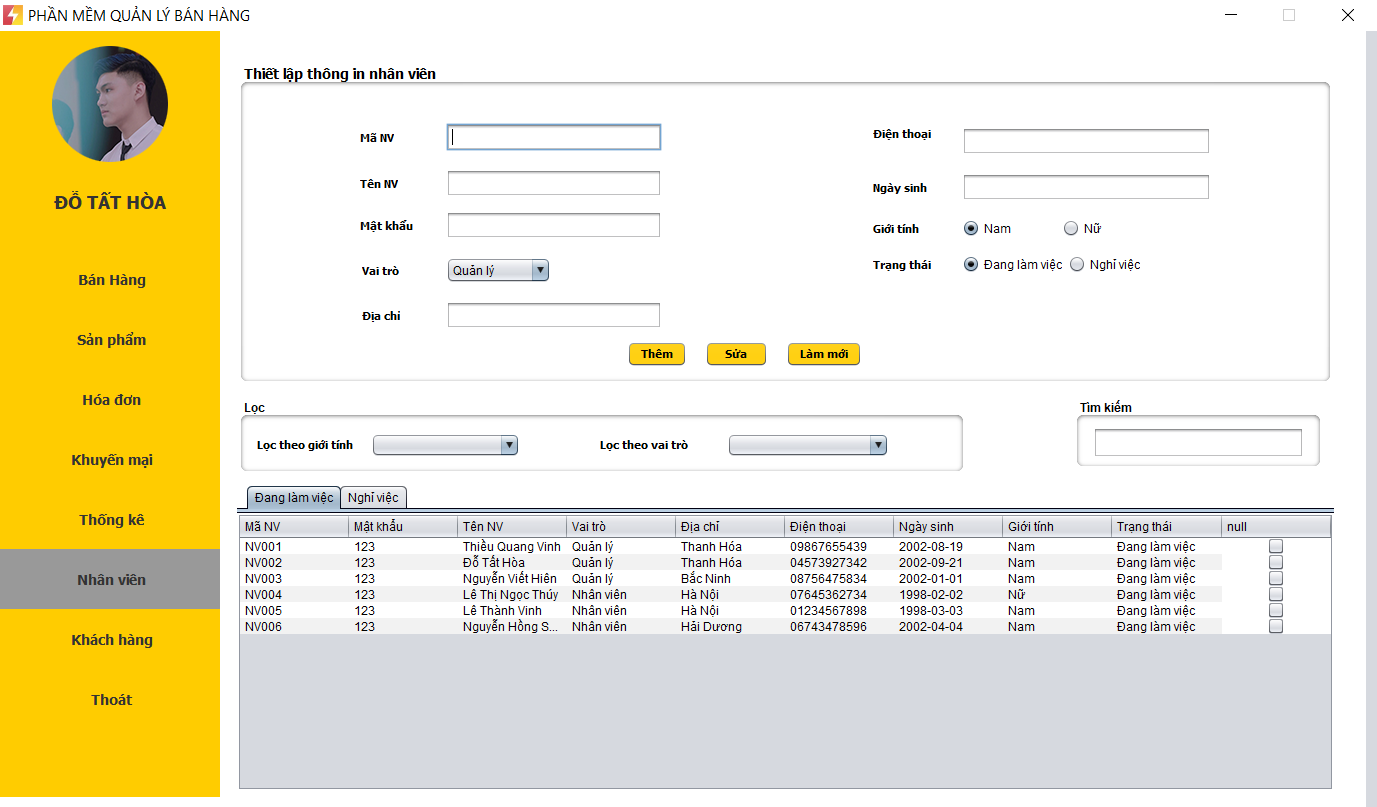 PHẦN MỀM QUẢN LÝ BÁN HÀNG
ĐỖ TẤT HÒA
Bán Hàng
Sản phẩm
Hóa đơn
Khuyến mại
Thống kê
Nhân viên
Khách hàng
Thoát
Thiết lập thông in nhân viên
Mã NV
Tên NV
Mật khẩu
Vai trò Quản lý
Địa chỉ
Điện thoại
Ngày sinh
Giới tính Nam Nữ
Trạng thái Đang làm việc Nghỉ việc
Thêm Sửa Làm mới
Lọc
Lọc theo giới tính Lọc theo vai trò
Tìm kiếm
Đang làm việc Nghỉ việc
Mã NV Mật khẩu Tên NV Vai trò Địa chỉ Điện thoại Ngày sinh Giới tính Trạng thái null
NV001 123 Thiều Quang Vinh Quản lý Thanh Hóa 09867655439 2002-08-19 Nam Đang làm việc
NV002 123 Đỗ Tất Hòa Quản lý Thanh Hóa 04573927342 2002-09-21 Nam Đang làm việc
NV003 123 Nguyễn Viết Hiên Quản lý Bắc Ninh 08756475834 2002-01-01 Nam Đang làm việc
NV004 123 Lê Thị Ngọc Thúy Nhân viên Hà Nội 07645362734 1998-02-02 Nữ Đang làm việc
NV005 123 Lê Thành Vinh Nhân viên Hà Nội 01234567898 1998-03-03 Nam Đang làm việc
NV006 123 Nguyễn Hồng S... Nhân viên Hải Dương 06743478596 2002-04-04 Nam Đang làm việc